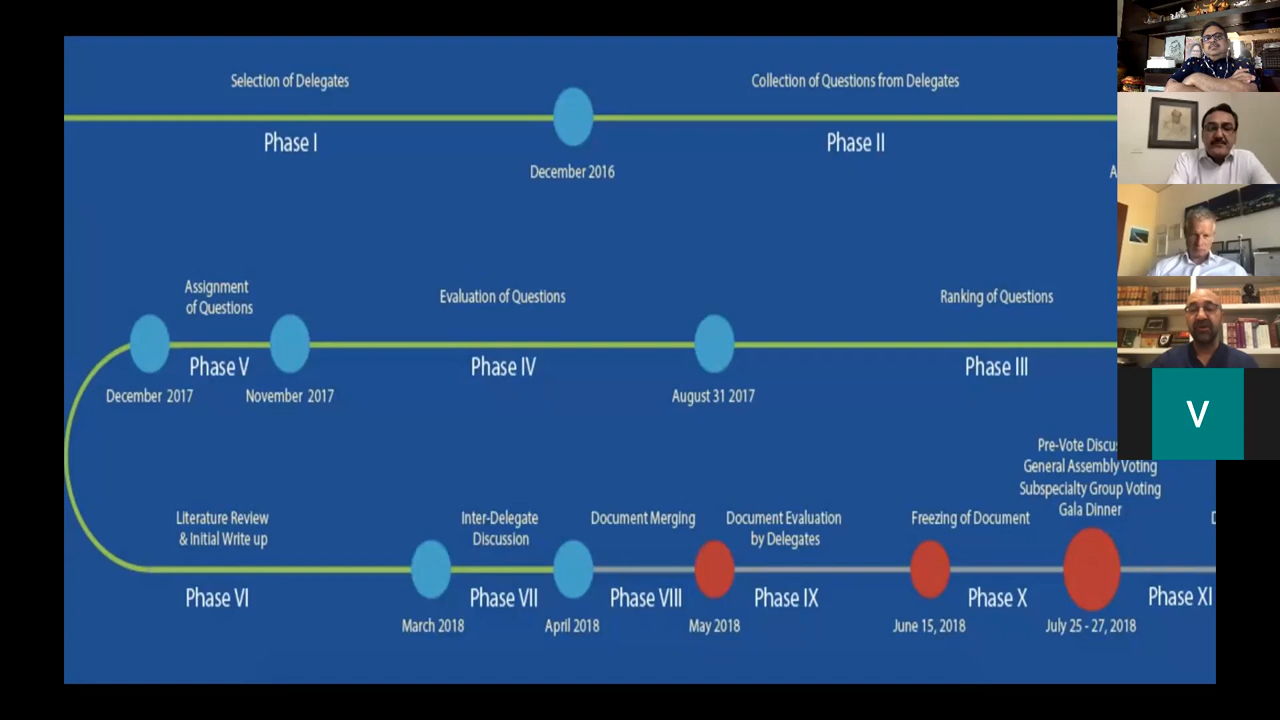 Selection of Delegates
Collection of Questions from Delegates
Phase I
Phase II
December 2016
A
Assignment
of Questions
Evaluation of Questions
Ranking of Questions
Phase V
Phase IV
Phase III
December 2017
November 2017
August 31 2017
Pre-Vote Discu
General Assembly Voting
Subspecialty Group Voting
Gala Dinner
Literature Review
& Initial Write up
Inter-Delegate
Discussion
Document Merging
Document Evaluation
by Delegates
Freezing of Document
D
Phase VI
Phase VII
Phase VIII
Phase IX
Phase X
Phase XI
March 2018
April 2018
May 2018
June 15, 2018
July 25 - 27, 2018
V